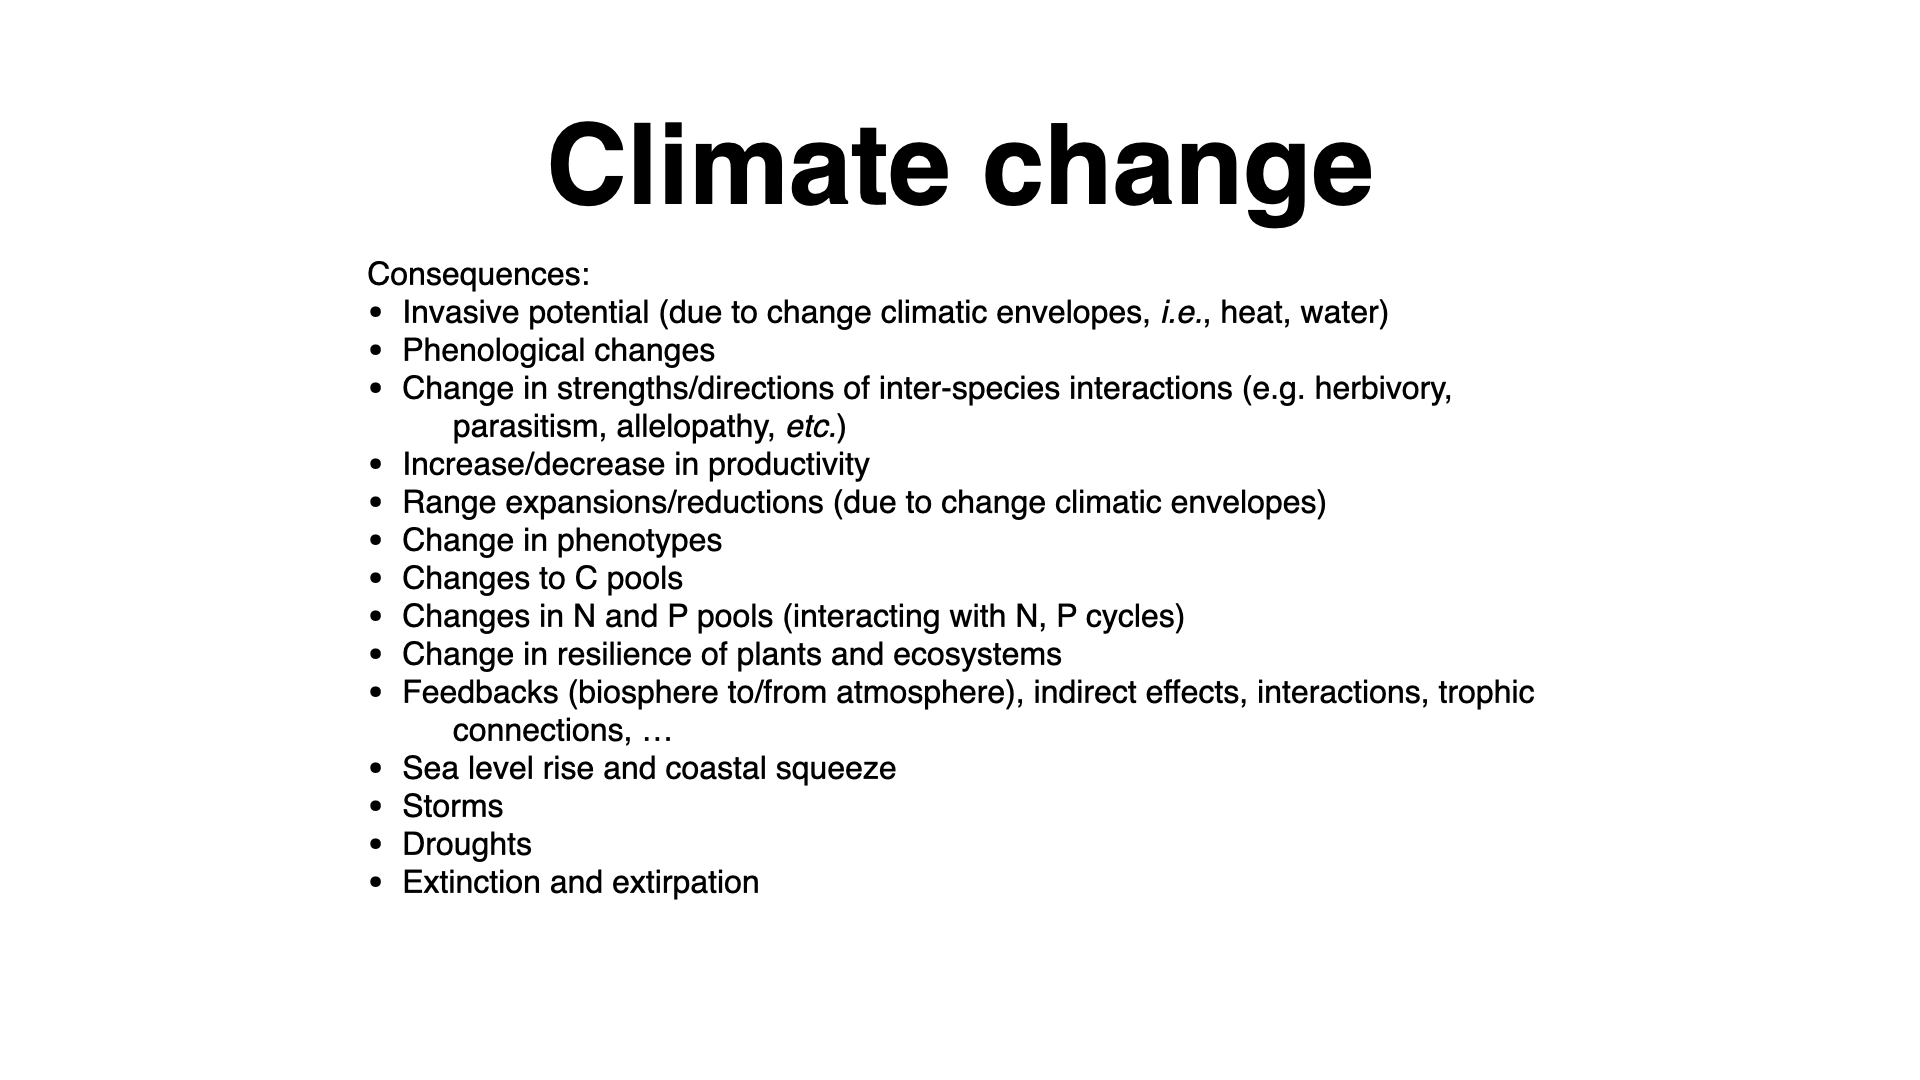 Climate change
Consequences:
• Invasive potential (due to change climatic envelopes, i.e., heat, water)
• Phenological changes
• Change in strengths/directions of inter-species interactions (e.g. herbivory,
parasitism, allelopathy, etc.)
• Increase/decrease in productivity
• Range expansions/reductions (due to change climatic envelopes)
• Change in phenotypes
• Changes to C pools
• Changes in N and P pools (interacting with N, P cycles)
• Change in resilience of plants and ecosystems
• Feedbacks (biosphere to/from atmosphere), indirect effects, interactions, trophic
connections, …
• Sea level rise and coastal squeeze
• Storms
• Droughts
• Extinction and extirpation